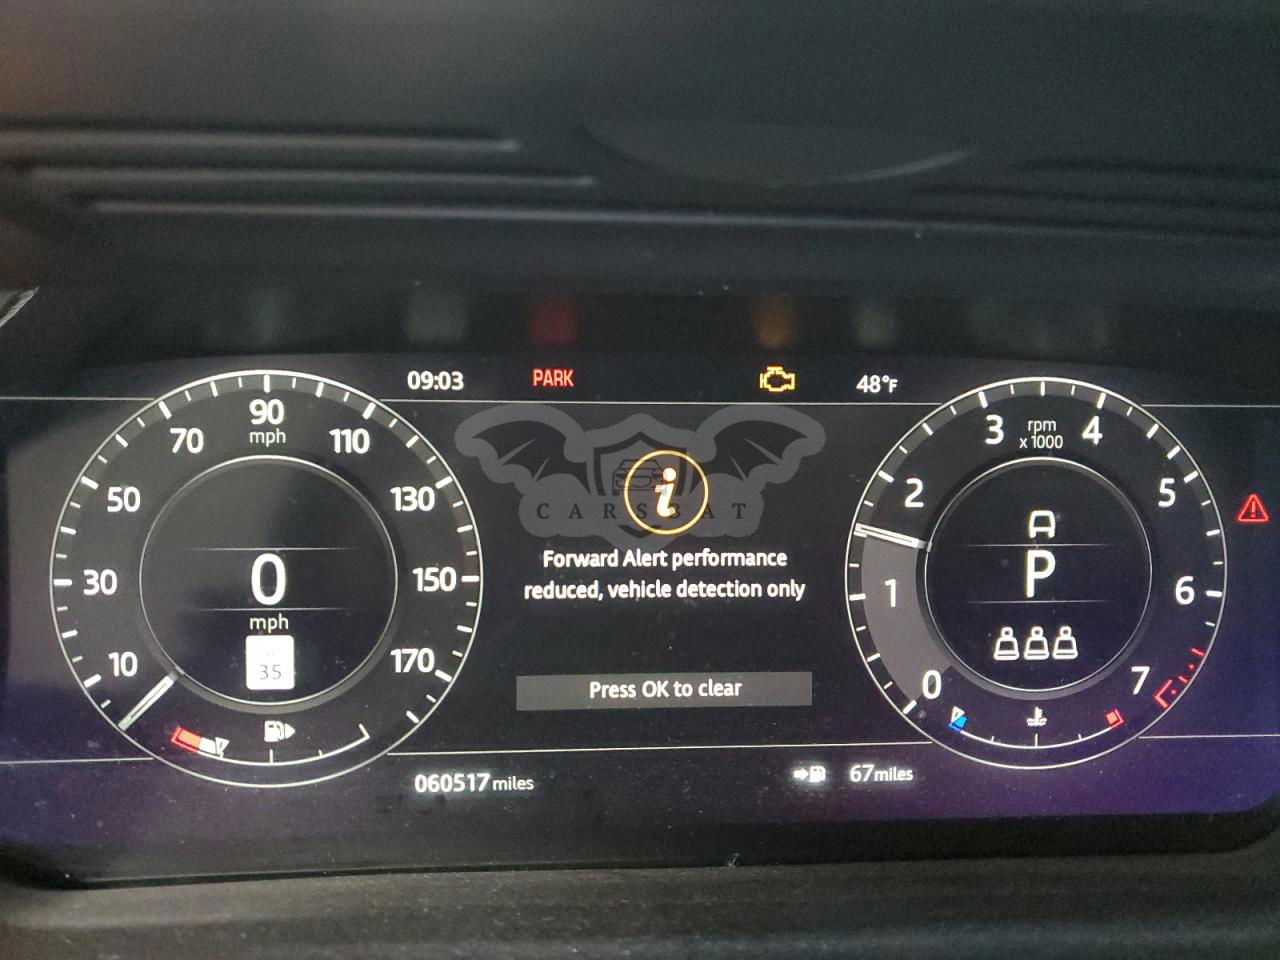 09:03
PARK
48°F
90
mph
70
110
50
130
30
150
10
170
0
mph
35
CARSBAT
Forward Alert performance
reduced, vehicle detection only
Press OK to clear
060517 miles
67 miles
rpm
x 1000
3
4
2
5
1
6
0
7
A
P